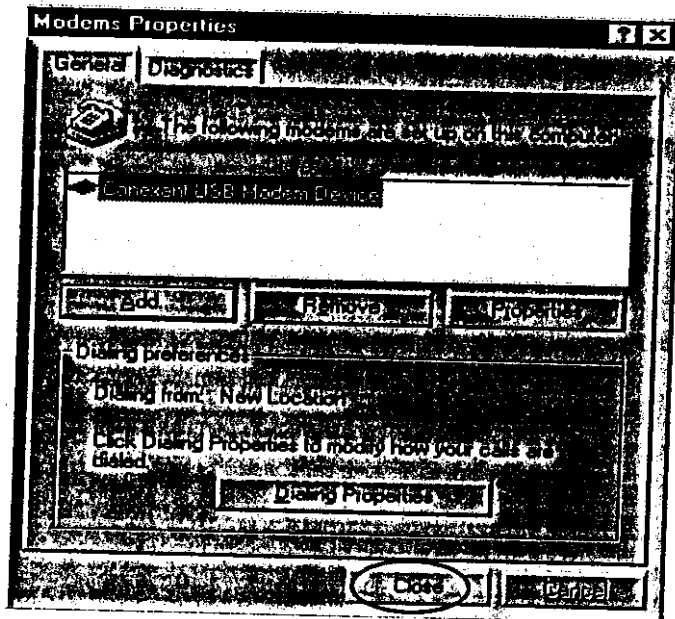 Modems Properties
General Diagnostics
The following modems are set up on this computer:
Conexant USB Modem Device
Add... Remove Properties
Dialing preferences
Dialing from: New Location
Click Dialing Properties to modify how your calls are
dialed.
Dialing Properties
Close Cancel